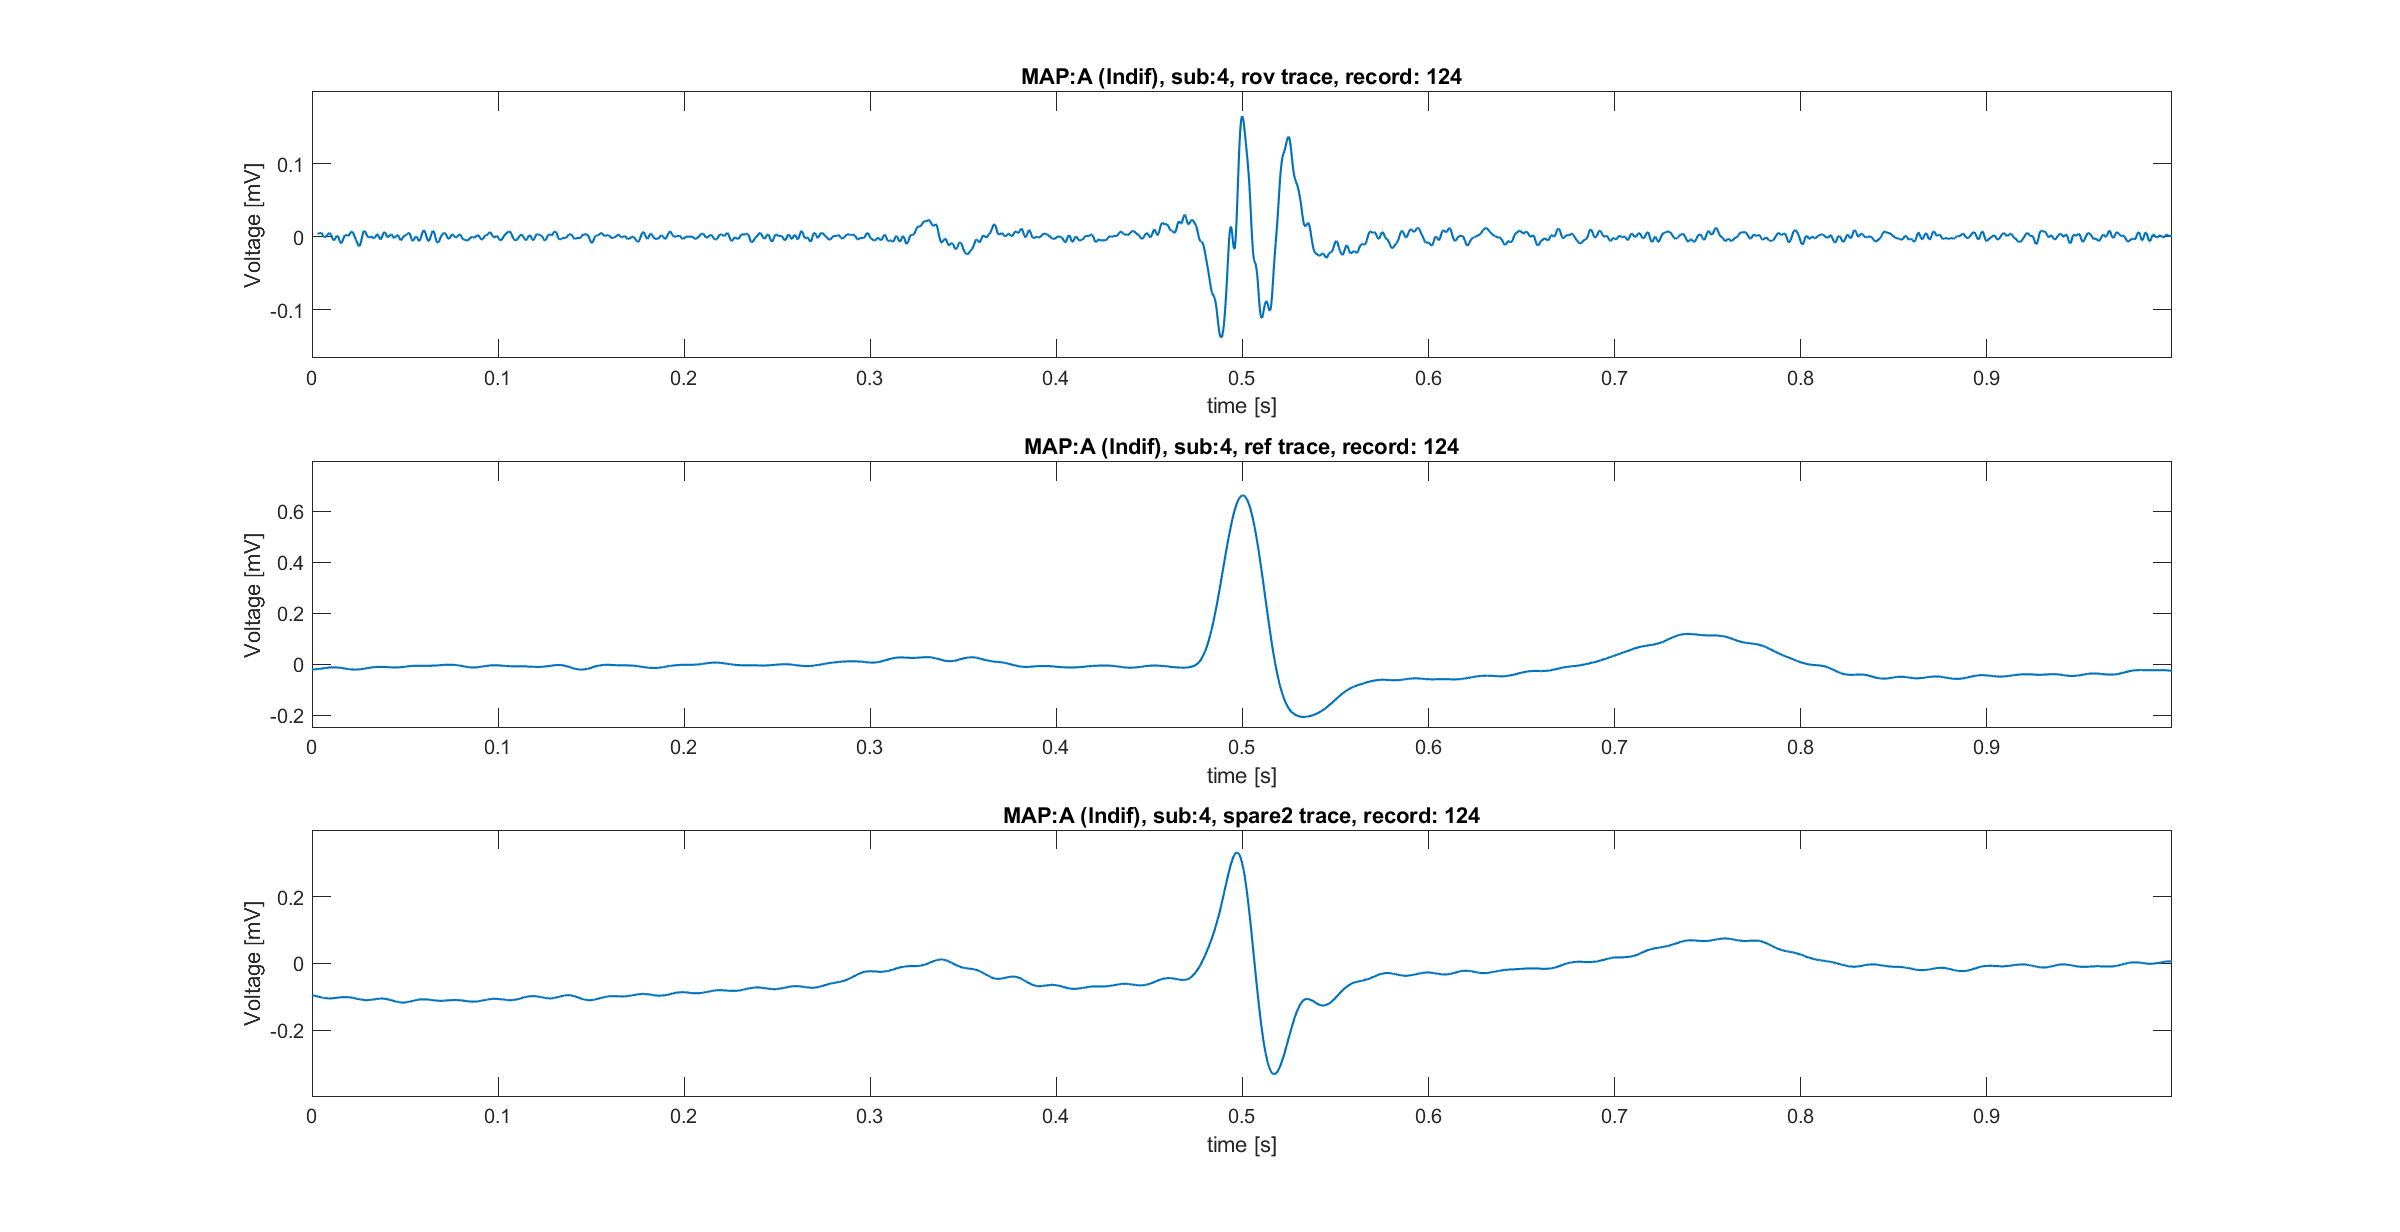 MAP:A (Indif), sub:4, rov trace, record: 124
Voltage [mV]
0.1
0
-0.1
0 0.1 0.2 0.3 0.4 0.5 0.6 0.7 0.8 0.9
time [s]
MAP:A (Indif), sub:4, ref trace, record: 124
Voltage [mV]
0.6
0.4
0.2
0
-0.2
0 0.1 0.2 0.3 0.4 0.5 0.6 0.7 0.8 0.9
time [s]
MAP:A (Indif), sub:4, spare2 trace, record: 124
Voltage [mV]
0.2
0
-0.2
0 0.1 0.2 0.3 0.4 0.5 0.6 0.7 0.8 0.9
time [s]